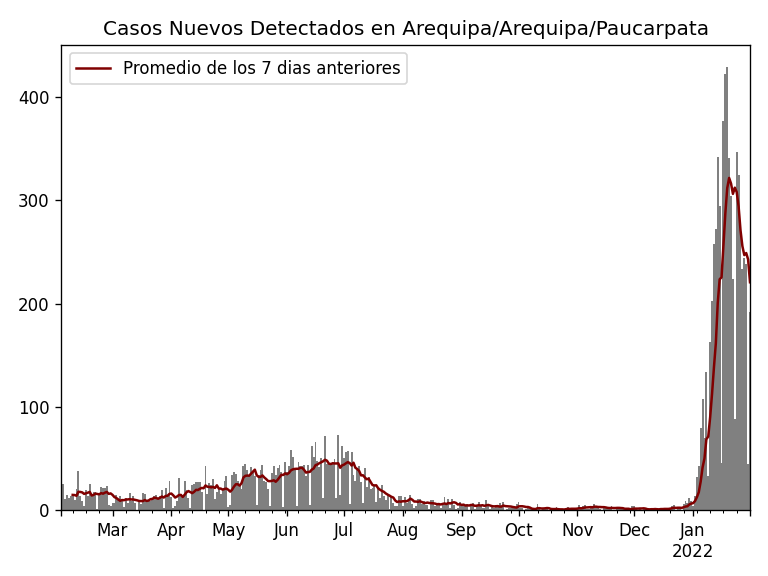 Casos Nuevos Detectados en Arequipa/Arequipa/Paucarpata
Promedio de los 7 dias anteriores
400
300
200
100
0
Mar Apr May Jun Jul Aug Sep Oct Nov Dec Jan
2022